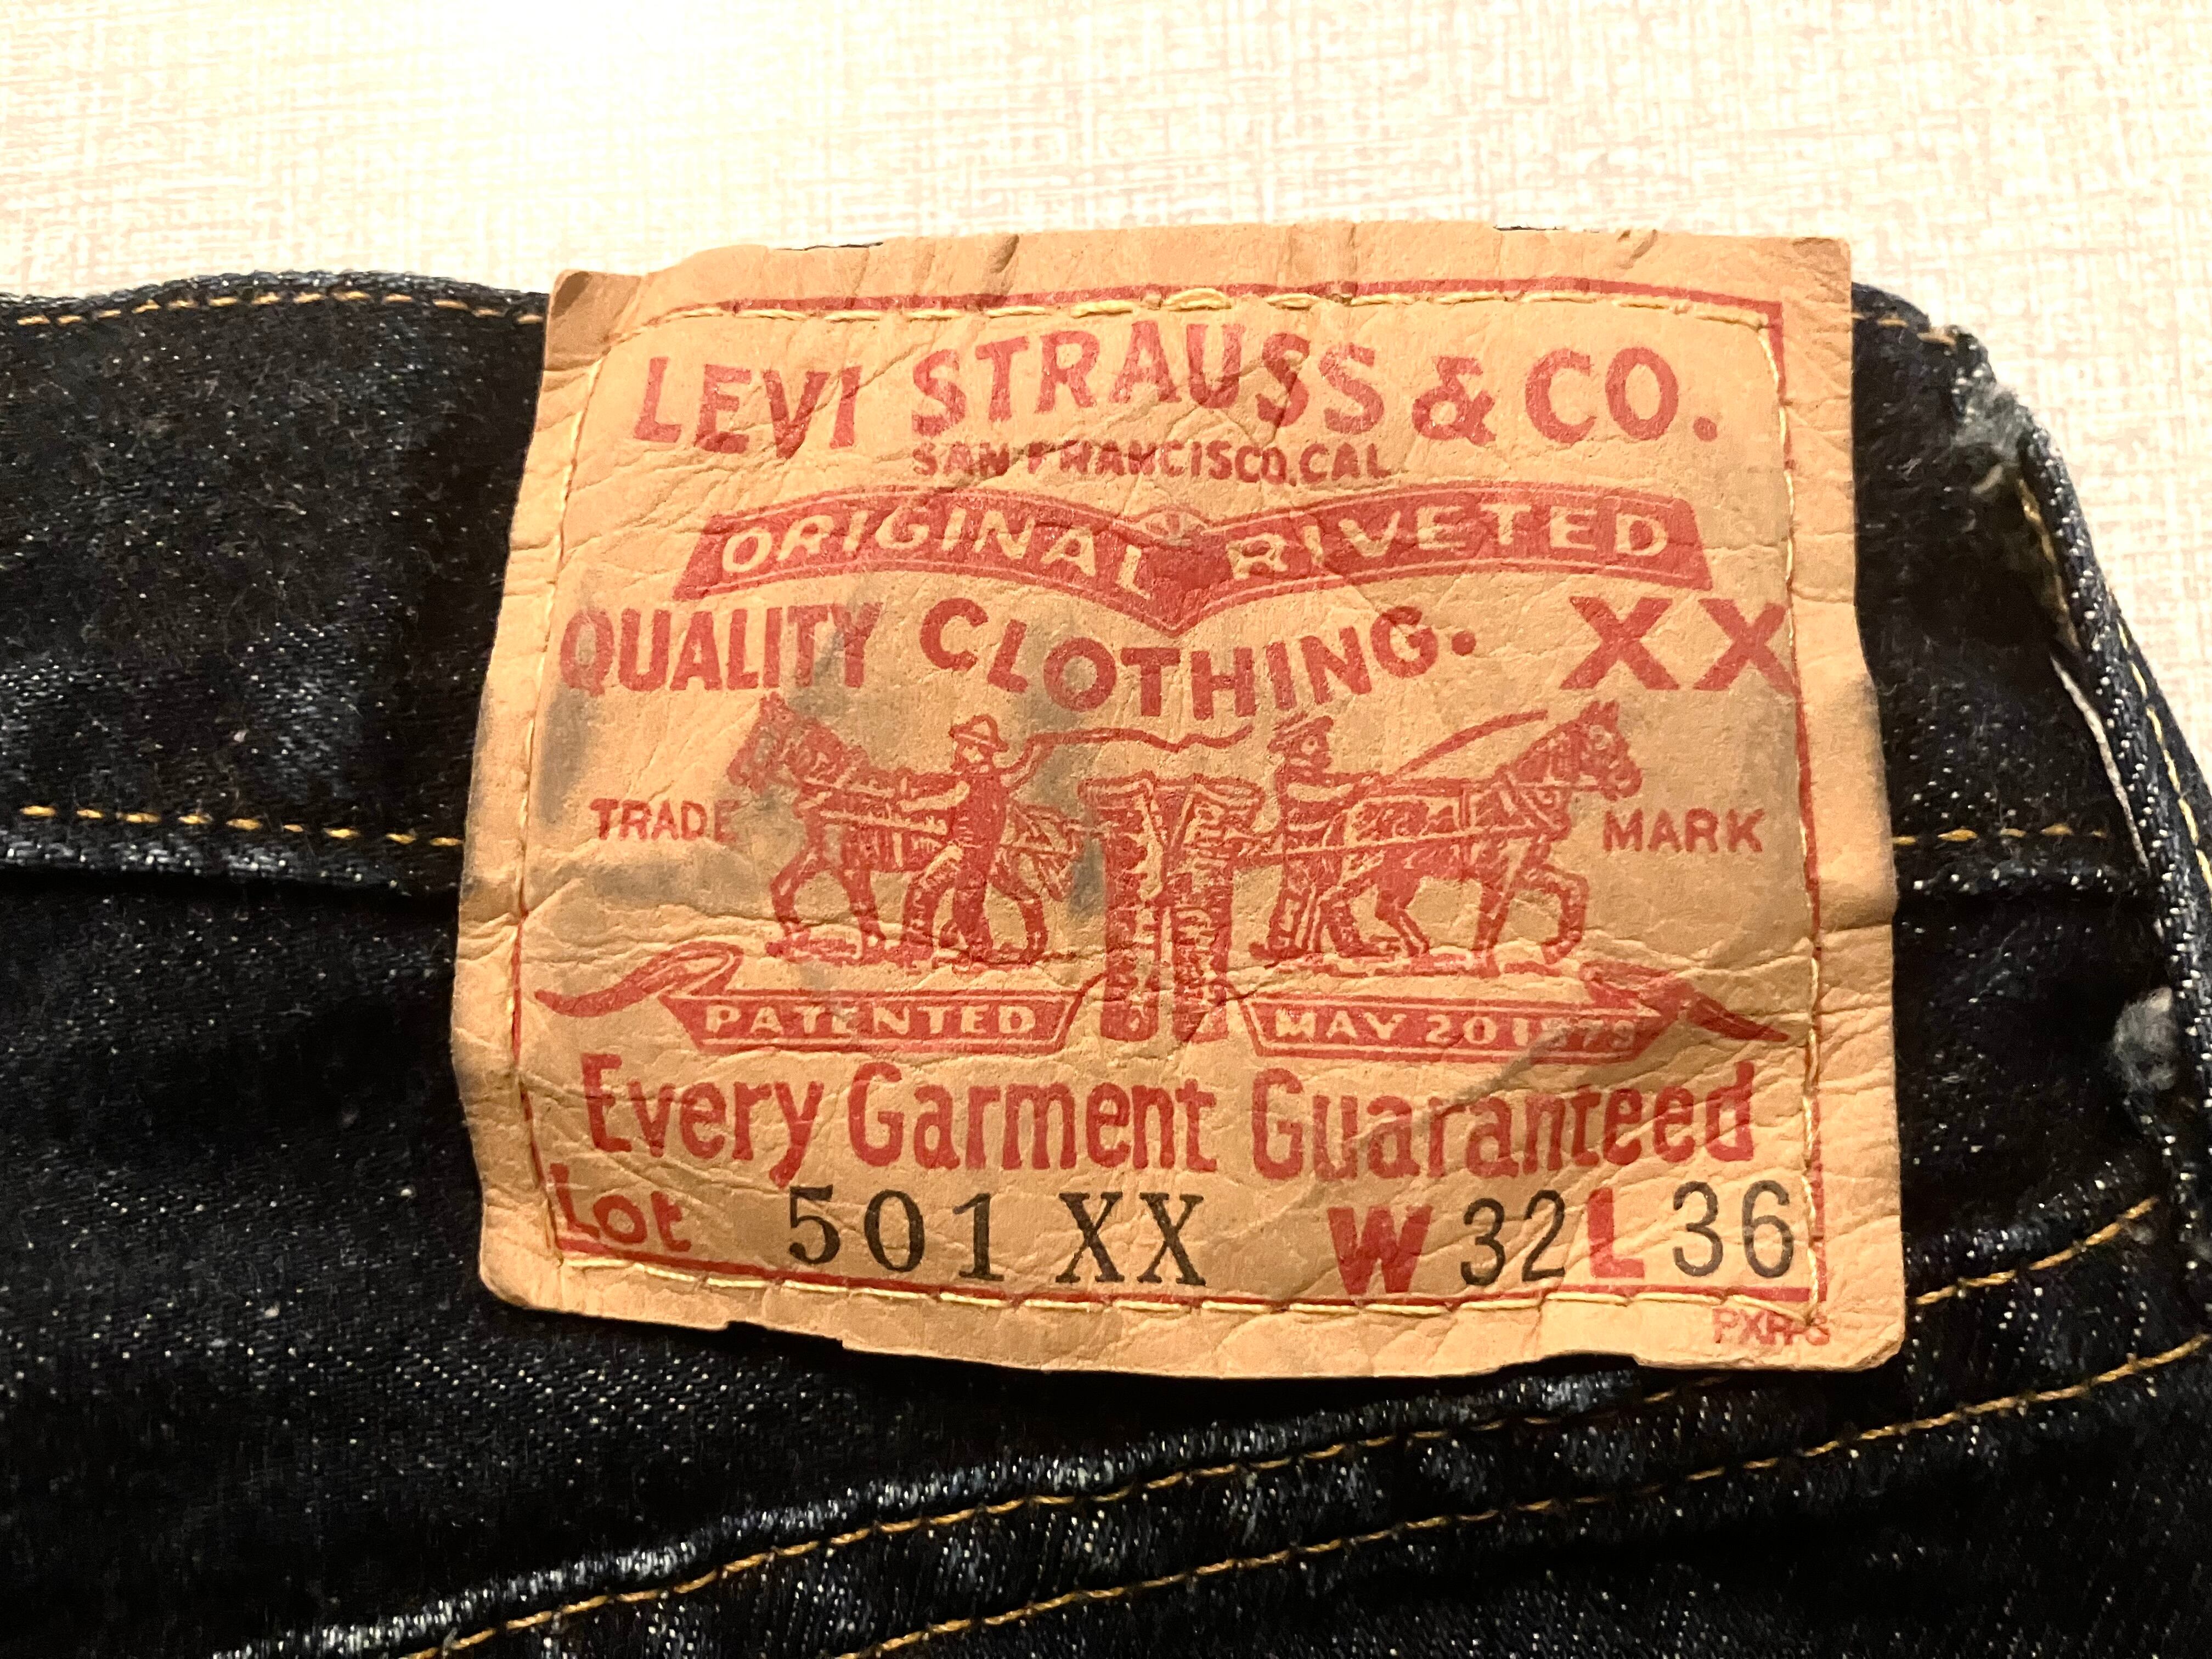 LEVI STRAUSS & CO.
SAN FRANCISCO, CAL.
ORIGINAL RIVETED
QUALITY CLOTHING. XX
TRADE MARK
PATENTED MAY 20 1873
Every Garment Guaranteed
Lot 501 XX W 32 L 36